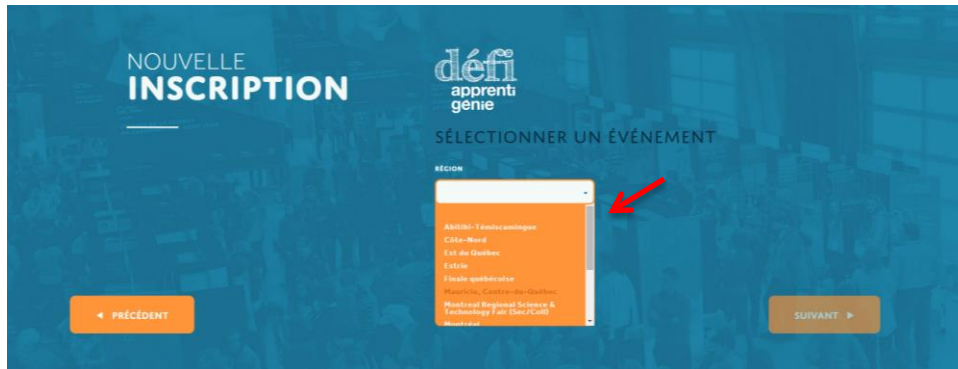 NOUVELLE
INSCRIPTION
défi
apprenti
génie
SÉLECTIONNER UN ÉVÉNEMENT
RÉGION
Abitibi-Témiscamingue
Côte-Nord
Est du Québec
Estrie
Finale québécoise
Mauricie, Centre-du-Québec
Montreal Regional Science &
Technology Fair (Sec/Coll)
Montréal
◄ PRÉCÉDENT
SUIVANT ►